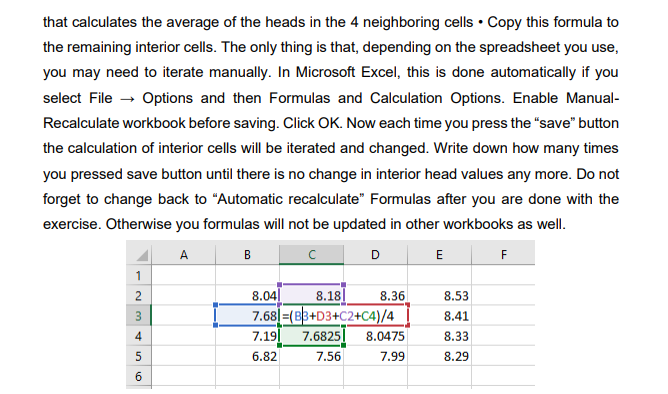 that calculates the average of the heads in the 4 neighboring cells • Copy this formula to
the remaining interior cells. The only thing is that, depending on the spreadsheet you use,
you may need to iterate manually. In Microsoft Excel, this is done automatically if you
select File → Options and then Formulas and Calculation Options. Enable Manual-
Recalculate workbook before saving. Click OK. Now each time you press the “save” button
the calculation of interior cells will be iterated and changed. Write down how many times
you pressed save button until there is no change in interior head values any more. Do not
forget to change back to “Automatic recalculate” Formulas after you are done with the
exercise. Otherwise you formulas will not be updated in other workbooks as well.
A B C D E F
1
2 8.04 8.18 8.36 8.53
3 7.68 =(B3+D3+C2+C4)/4 8.41
4 7.19 7.6825 8.0475 8.33
5 6.82 7.56 7.99 8.29
6